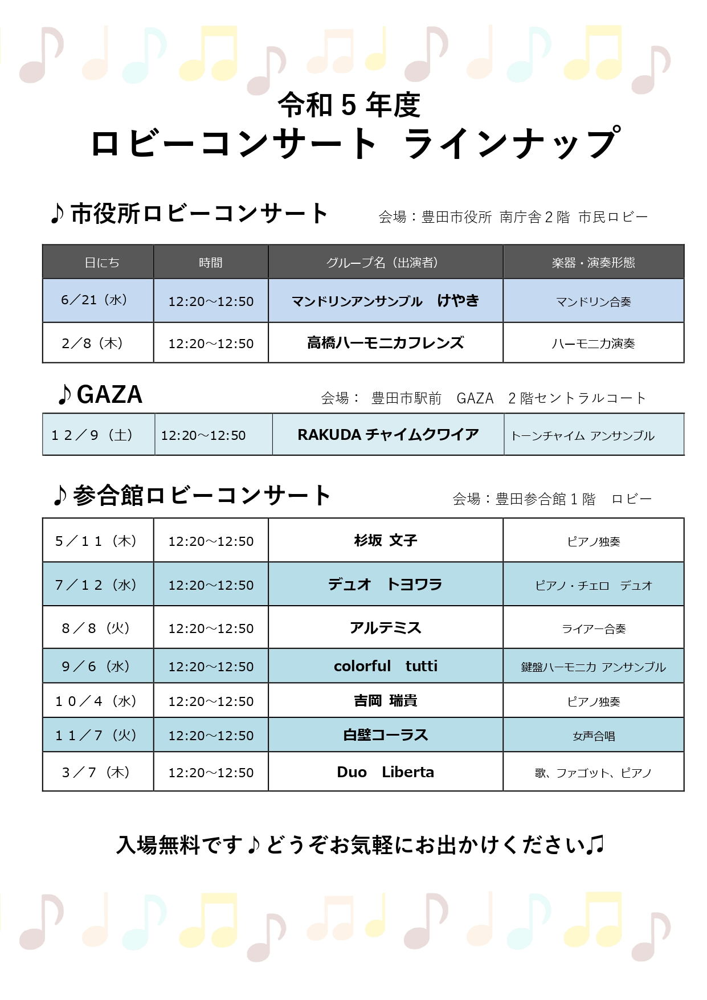 令和５年度
ロビーコンサート ラインナップ
♪市役所ロビーコンサート 会場：豊田市役所 南庁舎２階 市民ロビー
日にち 時間 グループ名（出演者） 楽器・演奏形態
6／21（水） 12:20～12:50 マンドリンアンサンブル　けやき マンドリン合奏
2／8（木） 12:20～12:50 高橋ハーモニカフレンズ ハーモニカ演奏
♪GAZA 会場：　豊田市駅前　GAZA　２階セントラルコート
１２／９（土） 12:20～12:50 RAKUDA チャイムクワイア トーンチャイム アンサンブル
♪参合館ロビーコンサート 会場：豊田参合館１階　ロビー
５／１１（木） 12:20～12:50 杉坂 文子 ピアノ独奏
７／１２（水） 12:20～12:50 デュオ　トヨワラ ピアノ・チェロ　デュオ
８／８（火） 12:20～12:50 アルテミス ライアー合奏
９／６（水） 12:20～12:50 colorful　tutti 鍵盤ハーモニカ アンサンブル
１０／４（水） 12:20～12:50 吉岡 瑞貴 ピアノ独奏
１１／７（火） 12:20～12:50 白壁コーラス 女声合唱
３／７（木） 12:20～12:50 Duo　Liberta 歌、ファゴット、ピアノ
入場無料です♪どうぞお気軽にお出かけください♫